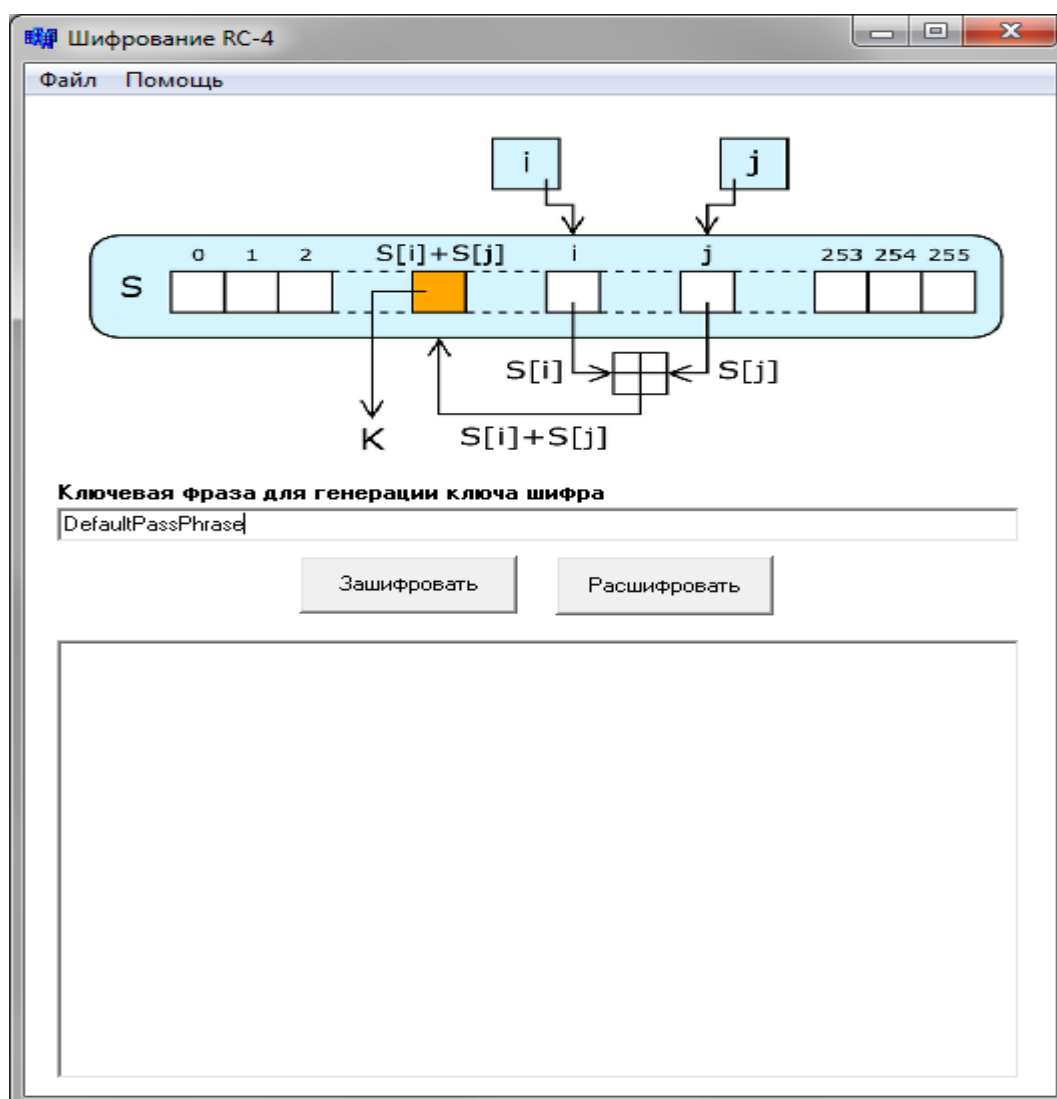 Шифрование RC-4
Файл Помощь
i j
0 1 2 S[i]+S[j] i j 253 254 255
S
S[i] S[j]
K S[i]+S[j]
Ключевая фраза для генерации ключа шифра
DefaultPassPhrase
Зашифровать Расшифровать